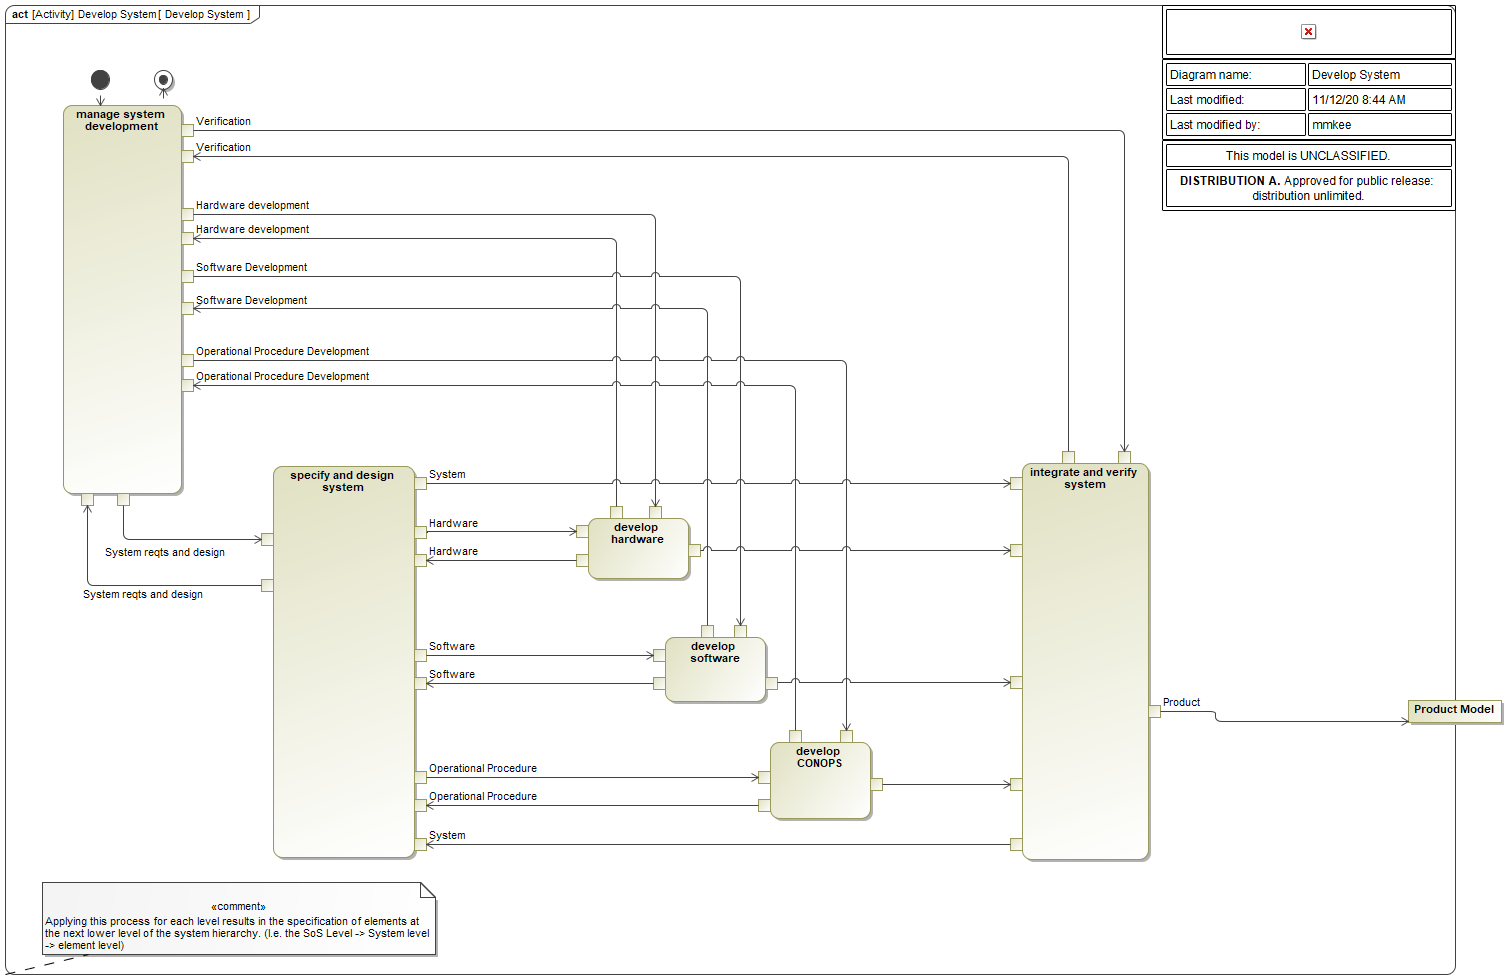 act [Activity] Develop System[ Develop System ]
Diagram name: Develop System
Last modified: 11/12/20 8:44 AM
Last modified by: mmkee
This model is UNCLASSIFIED.
DISTRIBUTION A. Approved for public release:
distribution unlimited.
manage system
development
Verification
Verification
Hardware development
Hardware development
Software Development
Software Development
Operational Procedure Development
Operational Procedure Development
System reqts and design
System reqts and design
specify and design
system
System
Hardware
Hardware
Software
Software
Operational Procedure
Operational Procedure
System
develop
hardware
develop
software
develop
CONOPS
integrate and verify
system
Product
Product Model
«comment»
Applying this process for each level results in the specification of elements at
the next lower level of the system hierarchy. (I.e. the SoS Level -> System level
-> element level)